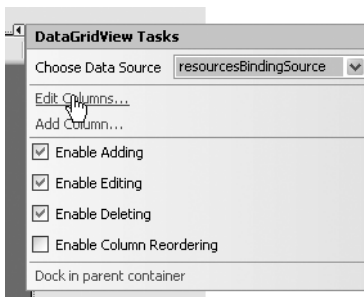 DataGridView Tasks
Choose Data Source resourcesBindingSource
Edit Columns...
Add Column...
Enable Adding
Enable Editing
Enable Deleting
Enable Column Reordering
Dock in parent container